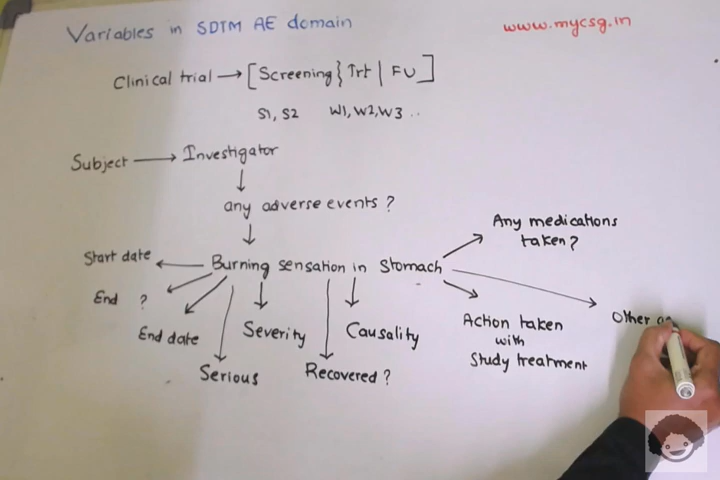 Variables in SDTM AE domain
www.mycsg.in
Clinical trial → [Screening } Trt | FU]
S1, S2 W1, W2, W3 ..
Subject → Investigator
any adverse events ?
Any medications
taken ?
Start date
Burning sensation in Stomach
End ?
End date
Severity
Causality
Action taken
with
Study treatment
Other
Serious
Recovered ?